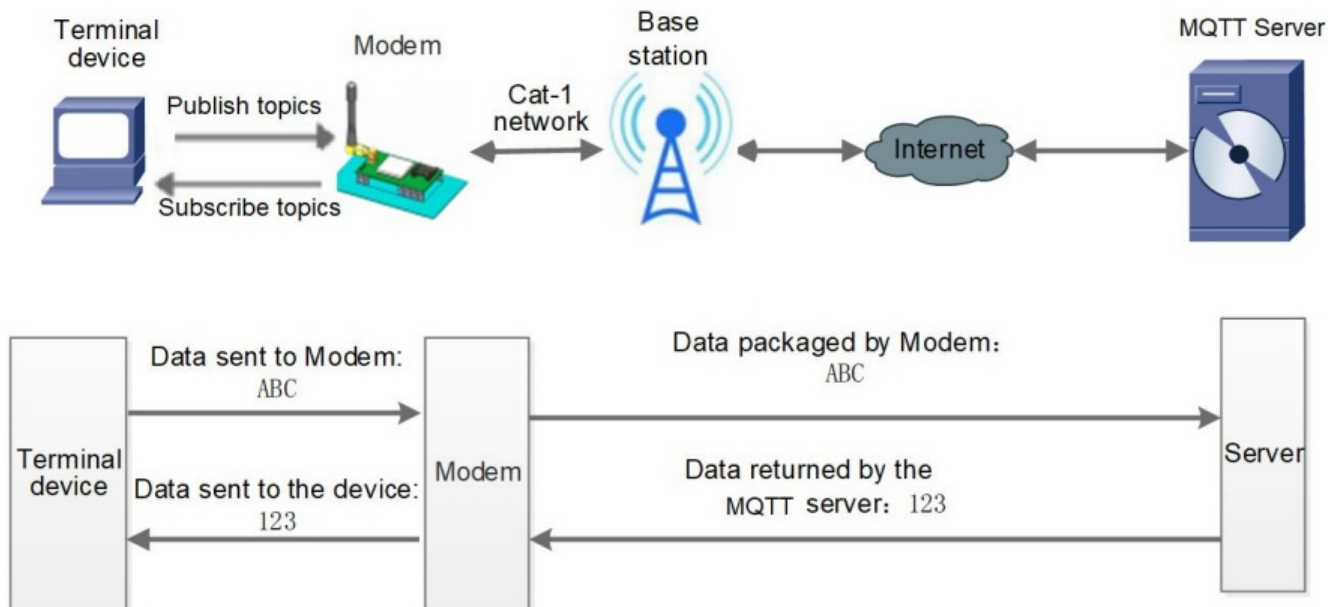 Terminal
device
Modem
Base
station
MQTT Server
Publish topics
Cat-1
network
Internet
Subscribe topics
Data sent to Modem:
ABC
Data packaged by Modem：
ABC
Terminal
device
Modem
Server
Data sent to the device:
123
Data returned by the
MQTT server：123